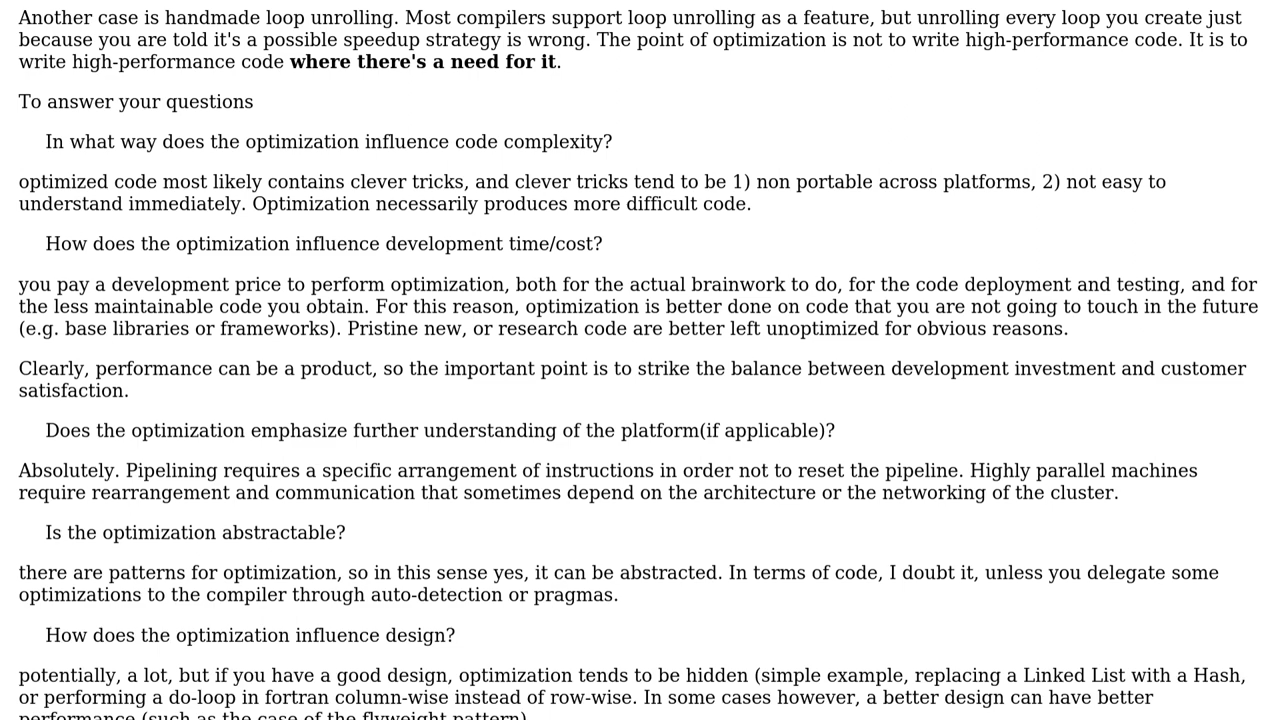 Another case is handmade loop unrolling. Most compilers support loop unrolling as a feature, but unrolling every loop you create just
because you are told it's a possible speedup strategy is wrong. The point of optimization is not to write high-performance code. It is to
write high-performance code where there's a need for it.
To answer your questions
In what way does the optimization influence code complexity?
optimized code most likely contains clever tricks, and clever tricks tend to be 1) non portable across platforms, 2) not easy to
understand immediately. Optimization necessarily produces more difficult code.
How does the optimization influence development time/cost?
you pay a development price to perform optimization, both for the actual brainwork to do, for the code deployment and testing, and for
the less maintainable code you obtain. For this reason, optimization is better done on code that you are not going to touch in the future
(e.g. base libraries or frameworks). Pristine new, or research code are better left unoptimized for obvious reasons.
Clearly, performance can be a product, so the important point is to strike the balance between development investment and customer
satisfaction.
Does the optimization emphasize further understanding of the platform(if applicable)?
Absolutely. Pipelining requires a specific arrangement of instructions in order not to reset the pipeline. Highly parallel machines
require rearrangement and communication that sometimes depend on the architecture or the networking of the cluster.
Is the optimization abstractable?
there are patterns for optimization, so in this sense yes, it can be abstracted. In terms of code, I doubt it, unless you delegate some
optimizations to the compiler through auto-detection or pragmas.
How does the optimization influence design?
potentially, a lot, but if you have a good design, optimization tends to be hidden (simple example, replacing a Linked List with a Hash,
or performing a do-loop in fortran column-wise instead of row-wise. In some cases however, a better design can have better
performance (such as the case of the flyweight pattern)